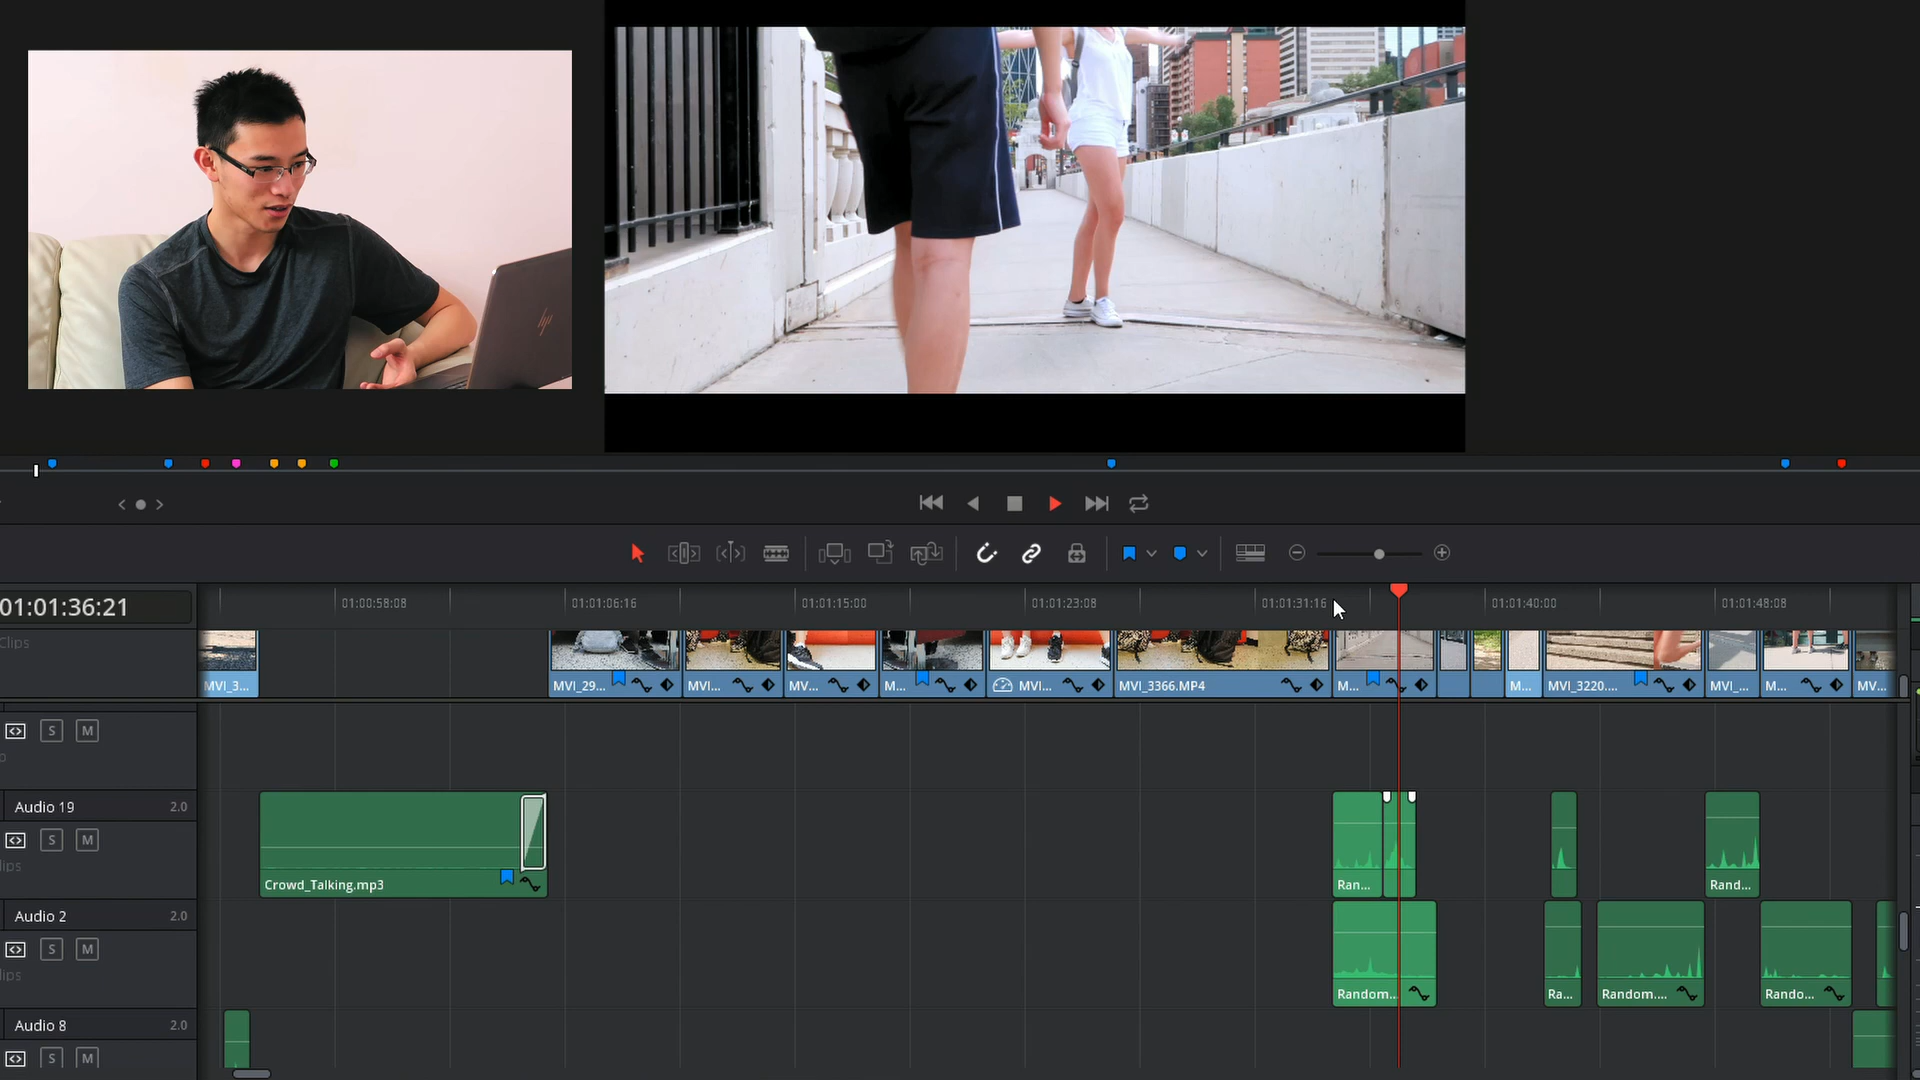 hp
01:01:36:21
01:00:58:08
01:01:06:16
01:01:15:00
01:01:23:08
01:01:31:16
01:01:40:00
01:01:48:08
Clips
MVI_3...
MVI_29...
MVI...
MV...
M...
MVI...
MVI_3366.MP4
M...
M...
MVI_3220....
MVI_...
M...
MV...
S
M
Audio 19
2.0
S
M
Crowd_Talking.mp3
Ran...
Rand...
Audio 2
2.0
S
M
Random...
Ra...
Random....
Rando...
Audio 8
2.0
S
M